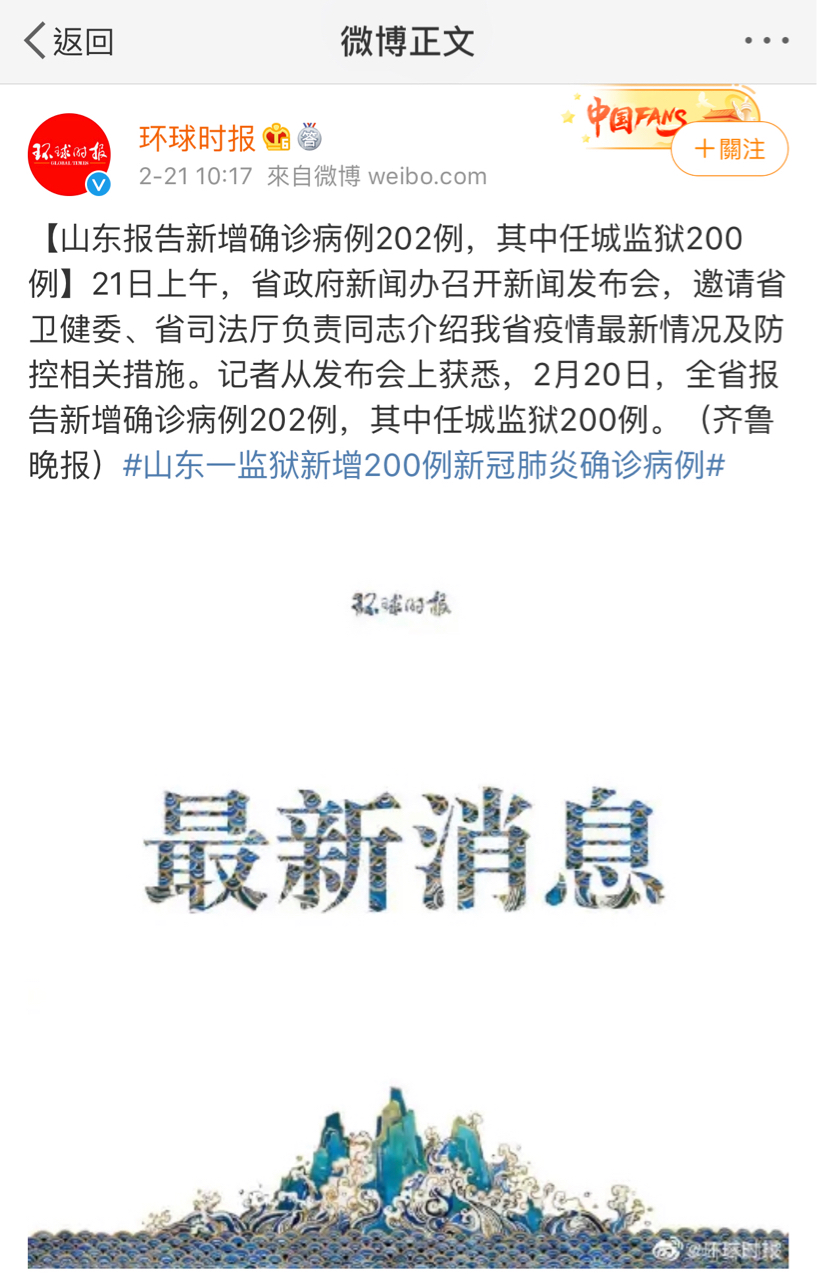 返回
微博正文
中国FANS
环球时报
GLOBAL TIMES
环球时报
+關注
2-21 10:17 來自微博 weibo.com
【山东报告新增确诊病例202例，其中任城监狱200
例】21日上午，省政府新闻办召开新闻发布会，邀请省
卫健委、省司法厅负责同志介绍我省疫情最新情况及防
控相关措施。记者从发布会上获悉，2月20日，全省报
告新增确诊病例202例，其中任城监狱200例。（齐鲁
晚报）#山东一监狱新增200例新冠肺炎确诊病例#
环球时报
最新消息
@环球时报